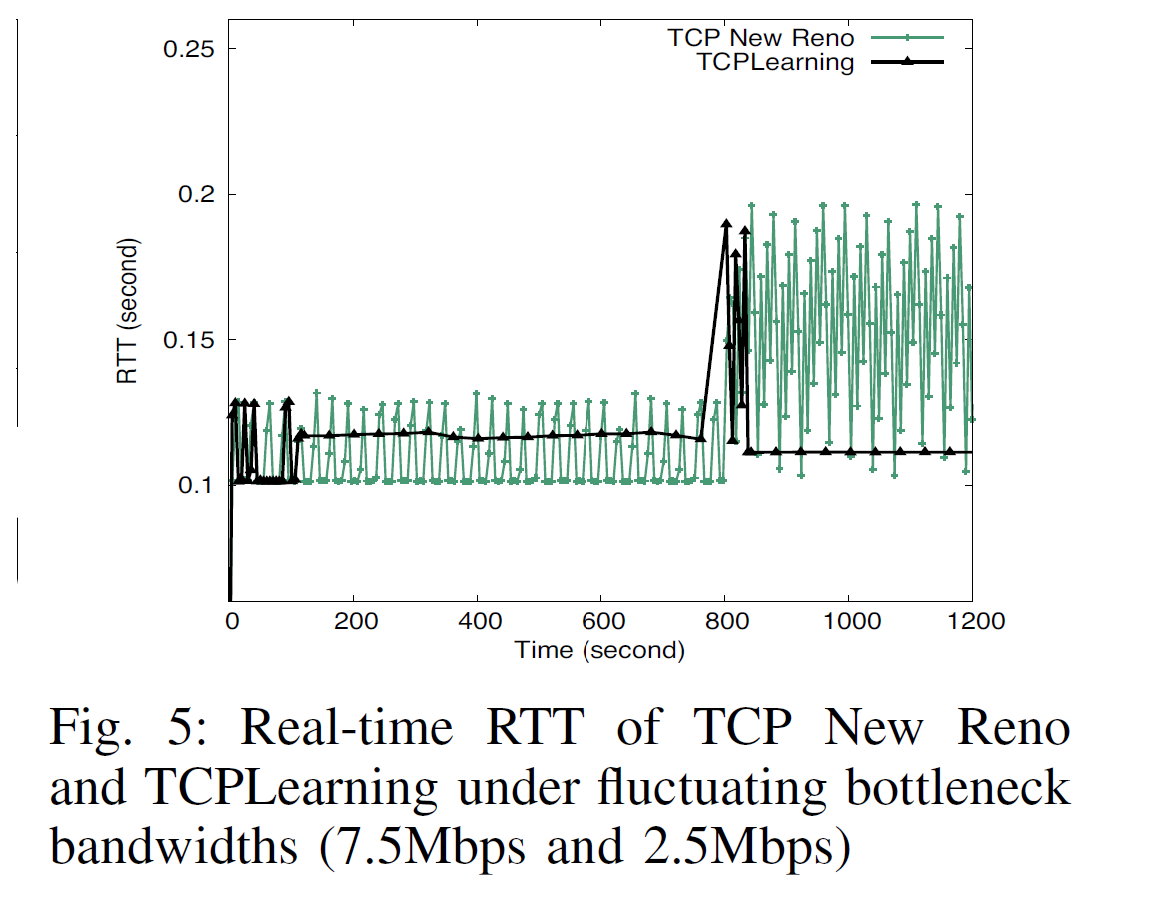 0.25
TCP New Reno
TCPLearning
0.2
RTT (second)
0.15
0.1
0 200 400 600 800 1000 1200
Time (second)
Fig. 5: Real-time RTT of TCP New Reno
and TCPLearning under fluctuating bottleneck
bandwidths (7.5Mbps and 2.5Mbps)